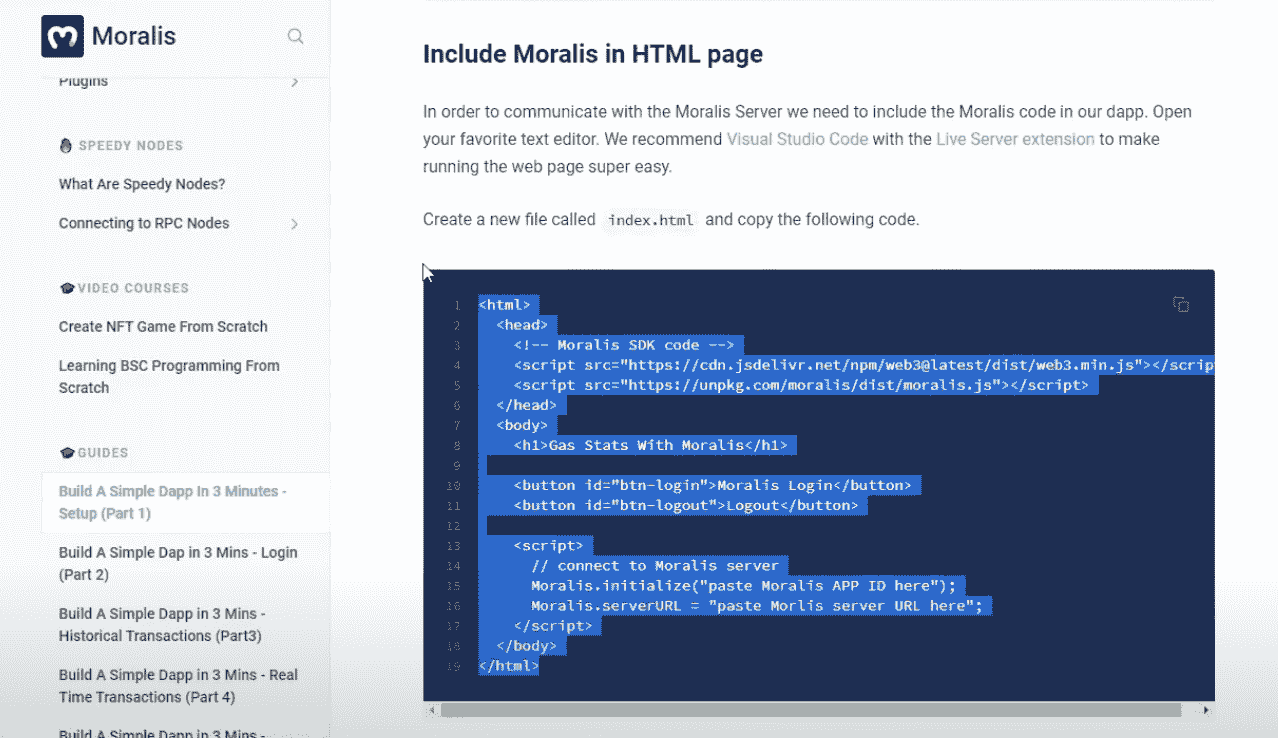 Moralis
Plugins
SPEEDY NODES
What Are Speedy Nodes?
Connecting to RPC Nodes
VIDEO COURSES
Create NFT Game From Scratch
Learning BSC Programming From
Scratch
GUIDES
Build A Simple Dapp In 3 Minutes -
Setup (Part 1)
Build A Simple Dap in 3 Mins - Login
(Part 2)
Build A Simple Dapp in 3 Mins -
Historical Transactions (Part3)
Build A Simple Dapp in 3 Mins - Real
Time Transactions (Part 4)
Build A Simple Dapp in 3 Mins -
Include Moralis in HTML page
In order to communicate with the Moralis Server we need to include the Moralis code in our dapp. Open
your favorite text editor. We recommend Visual Studio Code with the Live Server extension to make
running the web page super easy.
Create a new file called index.html and copy the following code.
1 <html>
2 <head>
3 <!-- Moralis SDK code -->
4 <script src="https://cdn.jsdelivr.net/npm/web3@latest/dist/web3.min.js"></scrip
5 <script src="https://unpkg.com/moralis/dist/moralis.js"></script>
6 </head>
7 <body>
8 <h1>Gas Stats With Moralis</h1>
9
10 <button id="btn-login">Moralis Login</button>
11 <button id="btn-logout">Logout</button>
12
13 <script>
14 // connect to Moralis server
15 Moralis.initialize("paste Moralis APP ID here");
16 Moralis.serverURL = "paste Morlis server URL here";
17 </script>
18 </body>
19 </html>